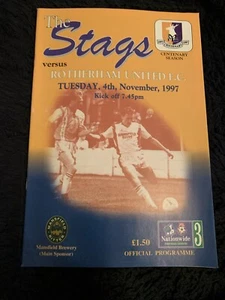 The
Stags
CENTENARY
SEASON
versus
ROTHERHAM UNITED F.C.
TUESDAY, 4th, November, 1997
Kick off 7.45pm
Mansfield Brewery
(Main Sponsor)
£1.50
OFFICIAL PROGRAMME
Nationwide
3